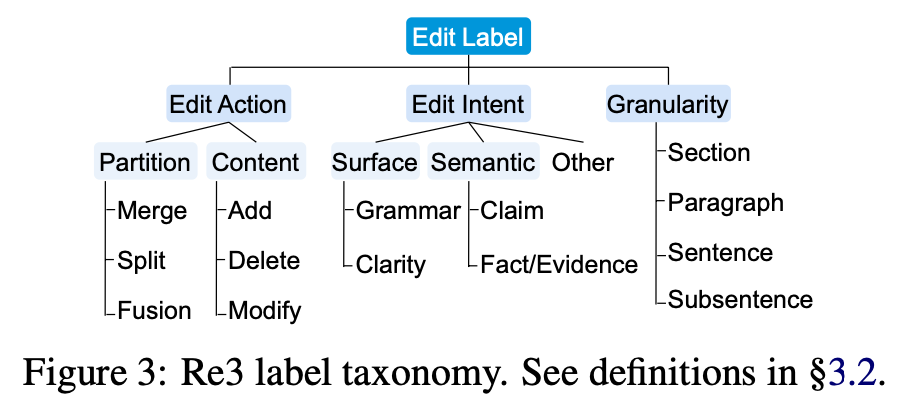 Edit Label
Edit Action Edit Intent Granularity
Partition Content Surface Semantic Other Section
Merge Add Grammar Claim Paragraph
Split Delete Clarity Fact/Evidence Sentence
Fusion Modify Subsentence
Figure 3: Re3 label taxonomy. See definitions in §3.2.